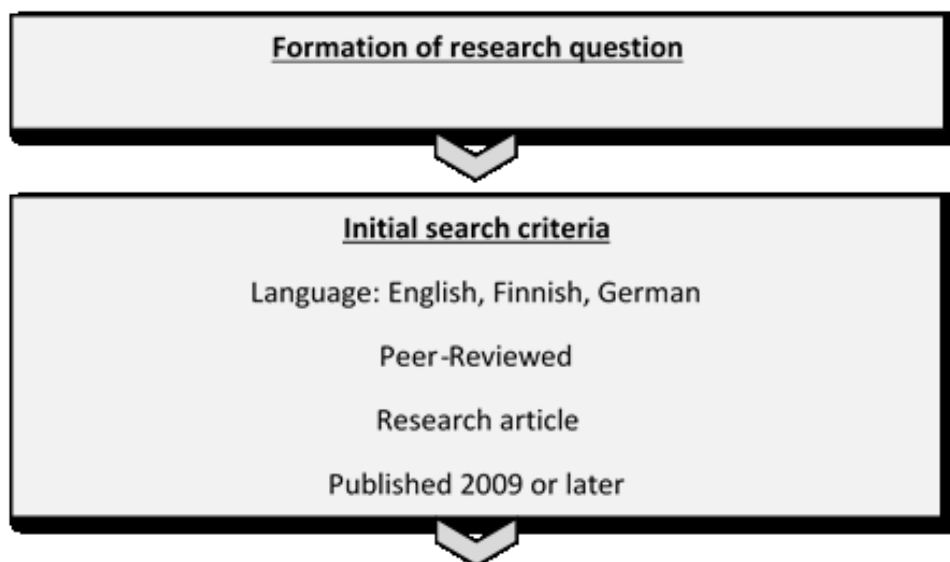 Formation of research question
Initial search criteria
Language: English, Finnish, German
Peer-Reviewed
Research article
Published 2009 or later